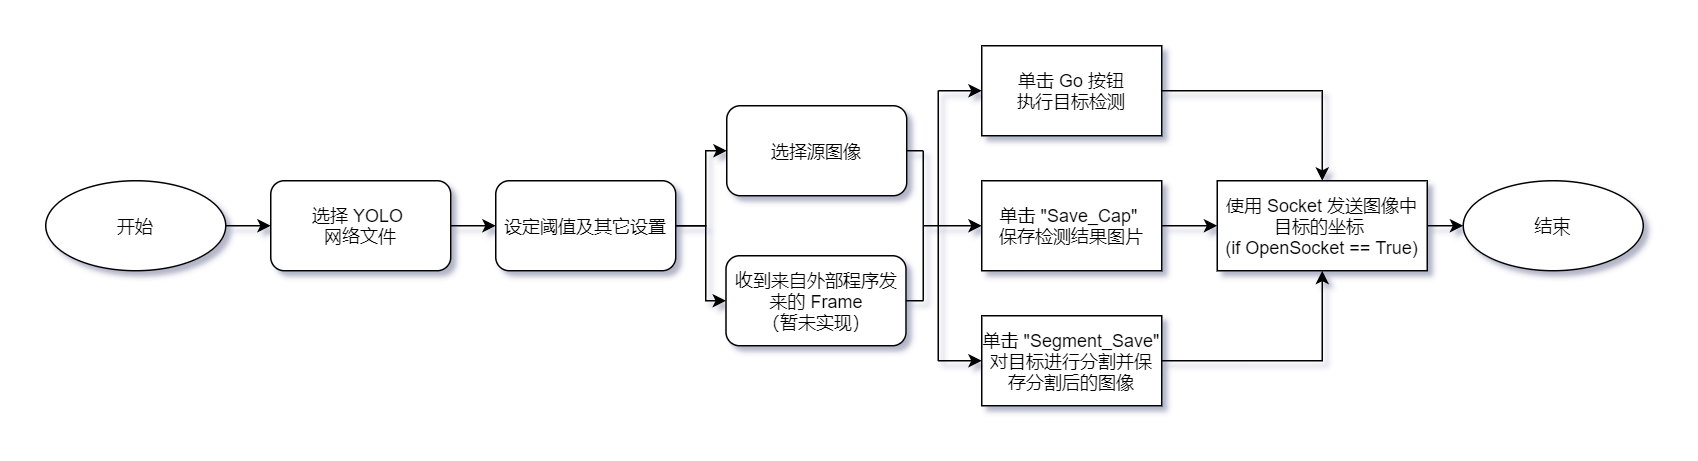 开始
选择 YOLO
网络文件
设定阈值及其它设置
选择源图像
收到来自外部程序发
来的 Frame
（暂未实现）
单击 Go 按钮
执行目标检测
单击 "Save_Cap"
保存检测结果图片
单击 "Segment_Save"
对目标进行分割并保
存分割后的图像
使用 Socket 发送图像中
目标的坐标
(if OpenSocket == True)
结束